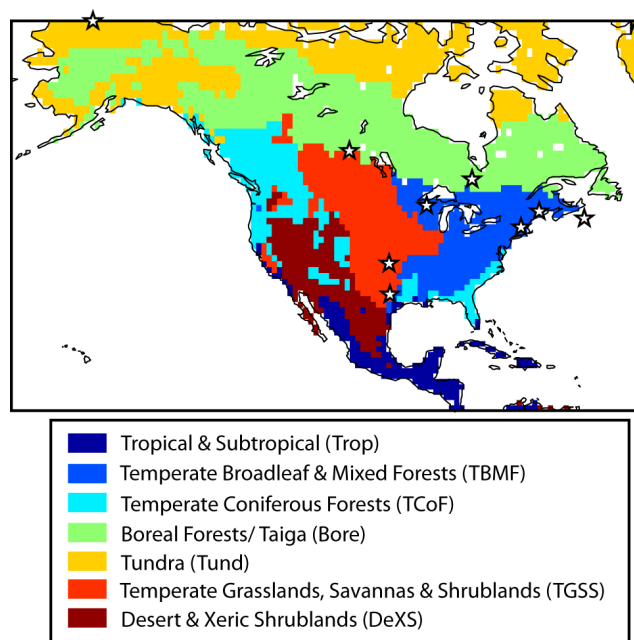 Tropical & Subtropical (Trop)
Temperate Broadleaf & Mixed Forests (TBMF)
Temperate Coniferous Forests (TCoF)
Boreal Forests/ Taiga (Bore)
Tundra (Tund)
Temperate Grasslands, Savannas & Shrublands (TGSS)
Desert & Xeric Shrublands (DeXS)